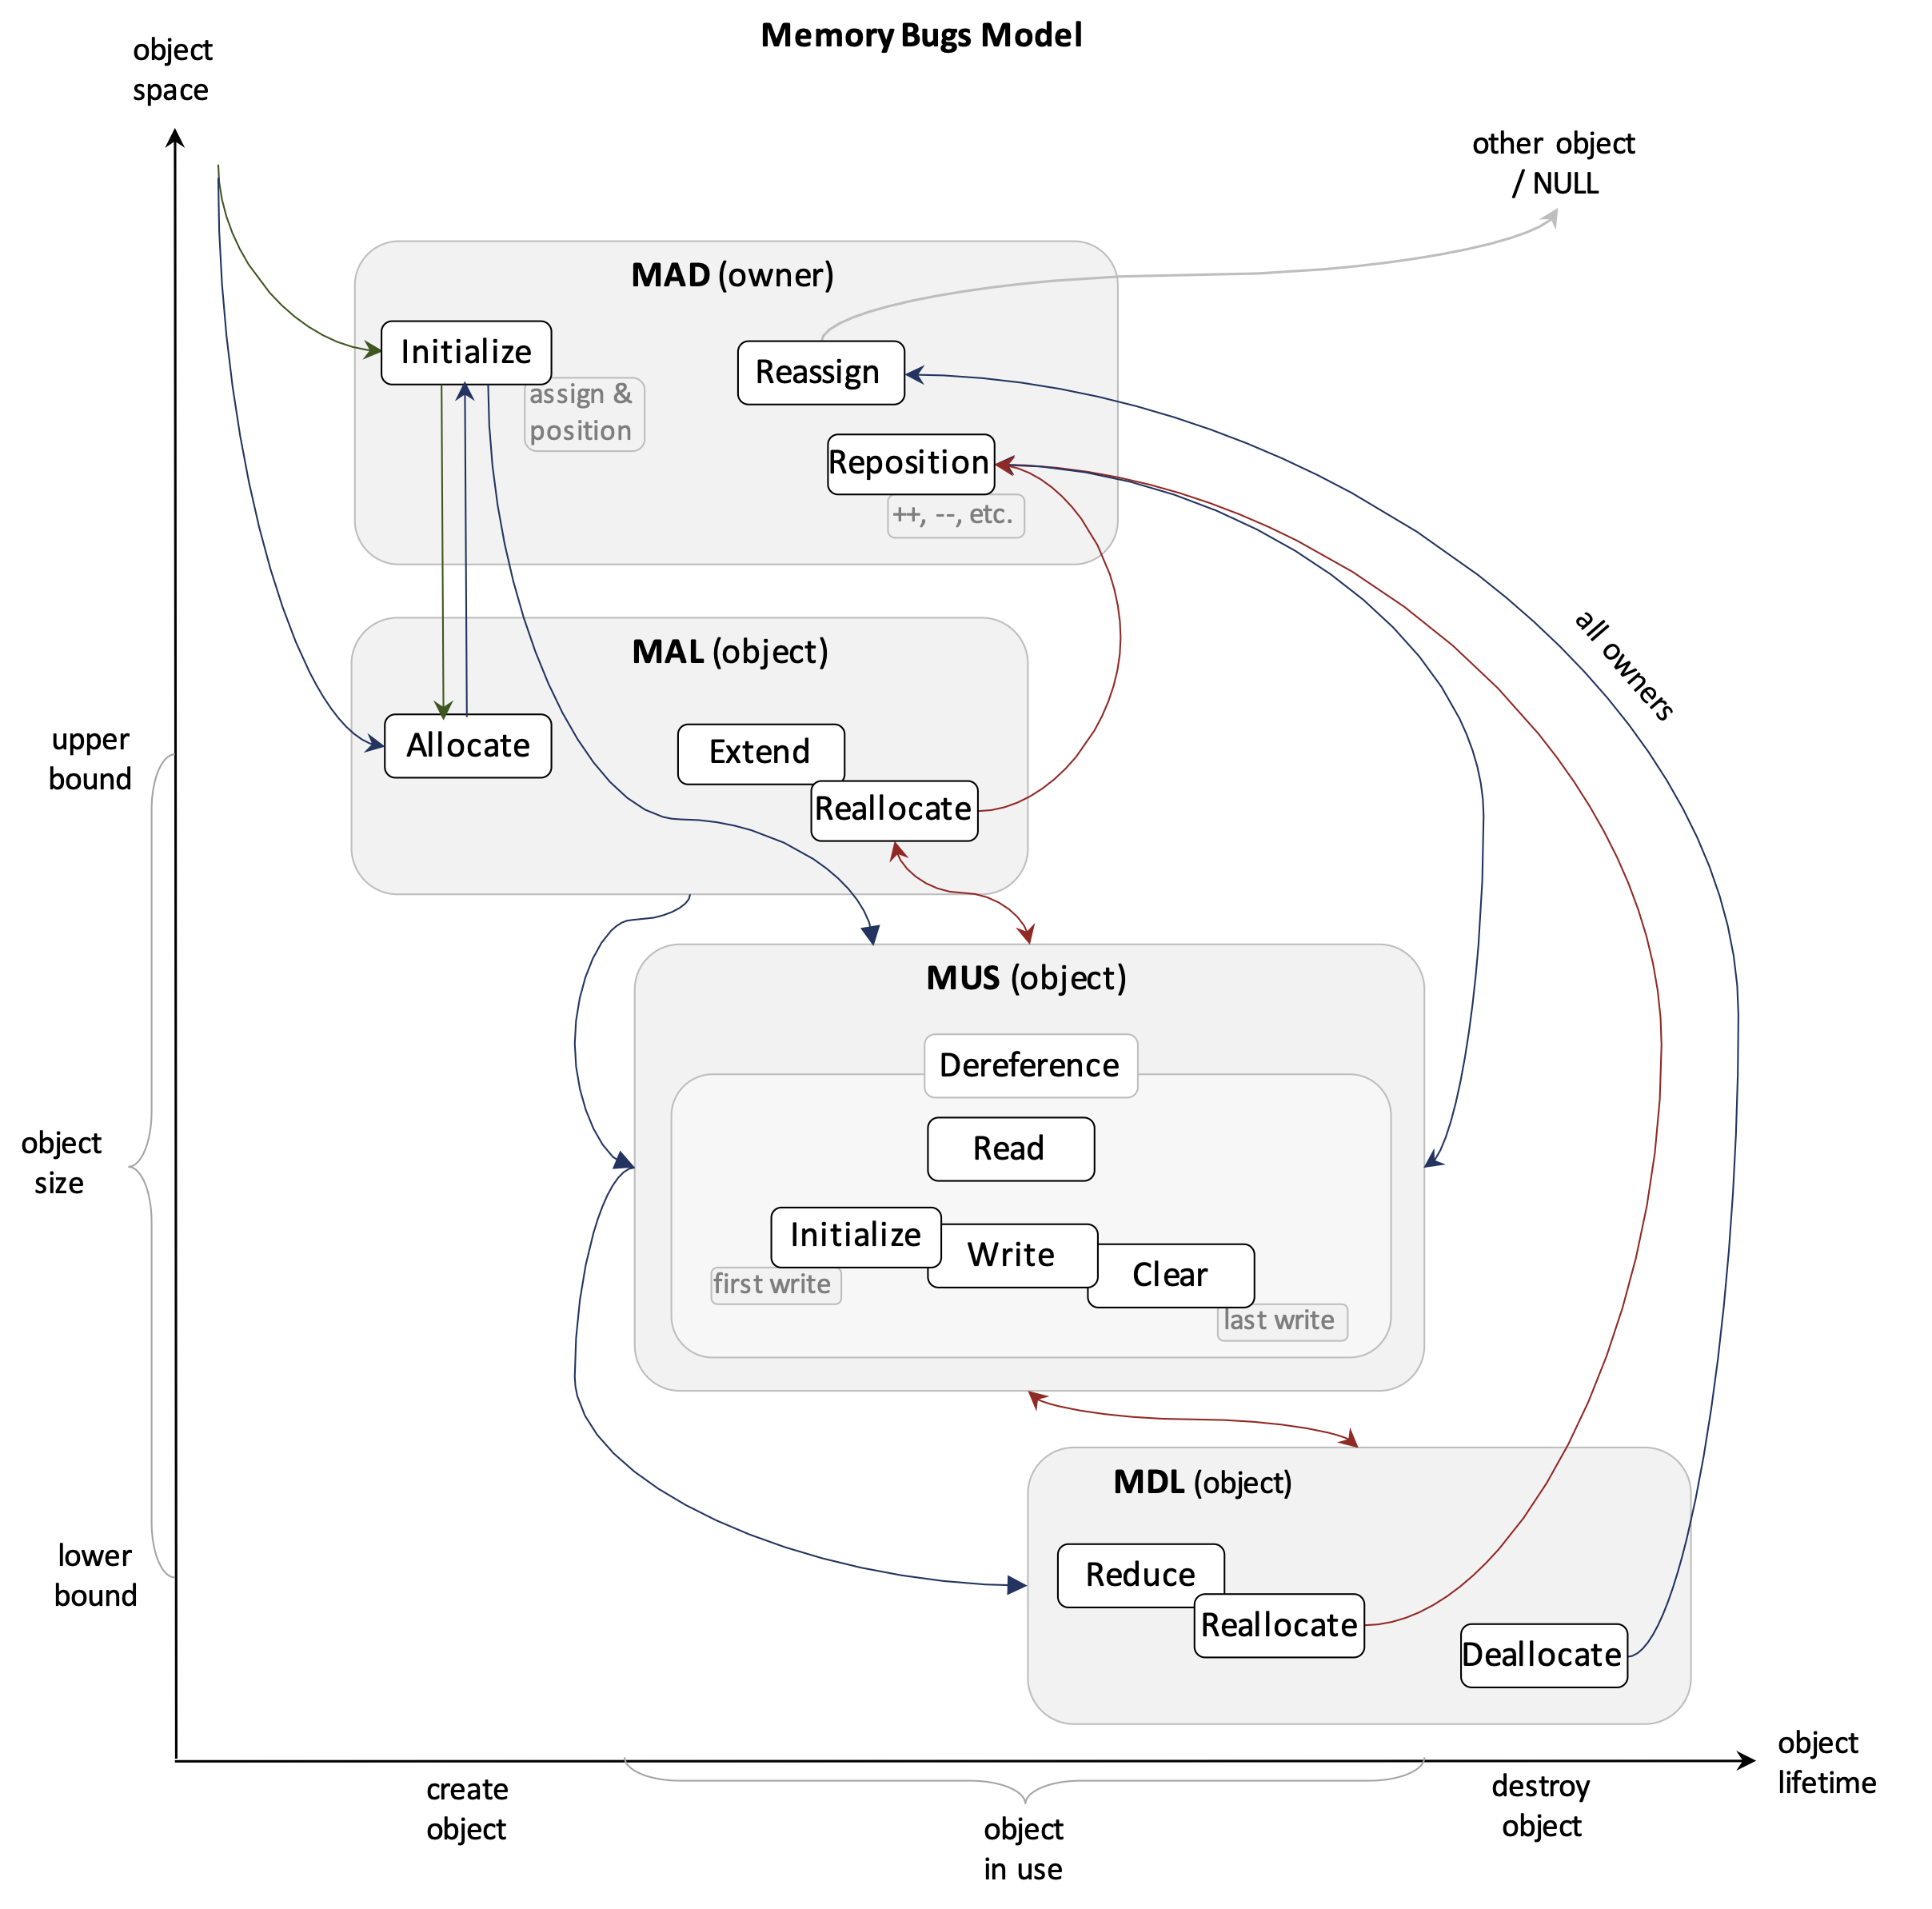 Memory Bugs Model
object
space
other object
/ NULL
MAD (owner)
Initialize
assign &
position
Reassign
Reposition
++, --, etc.
all owners
MAL (object)
Allocate
Extend
Reallocate
upper
bound
MUS (object)
Dereference
Read
Initialize
Write
Clear
first write
last write
object
size
MDL (object)
Reduce
Reallocate
Deallocate
lower
bound
object
lifetime
create
object
object
in use
destroy
object